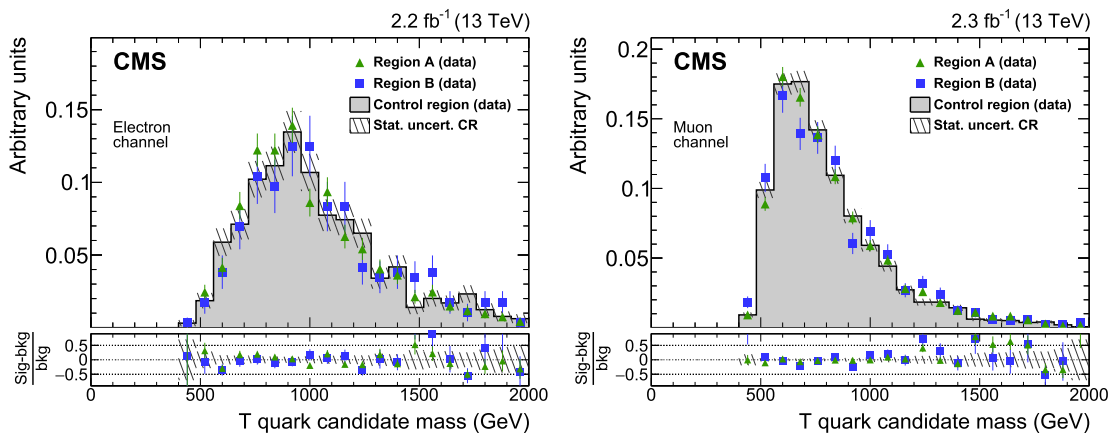 2.2 fb⁻¹ (13 TeV)
Arbitrary units
CMS
Electron
channel
Region A (data)
Region B (data)
Control region (data)
Stat. uncert. CR
0.15
0.1
0.05
Sig-bkg
bkg
0.5
0
−0.5
0 500 1000 1500 2000
T quark candidate mass (GeV)
2.3 fb⁻¹ (13 TeV)
Arbitrary units
CMS
Muon
channel
Region A (data)
Region B (data)
Control region (data)
Stat. uncert. CR
0.2
0.15
0.1
0.05
Sig-bkg
bkg
0.5
0
−0.5
0 500 1000 1500 2000
T quark candidate mass (GeV)